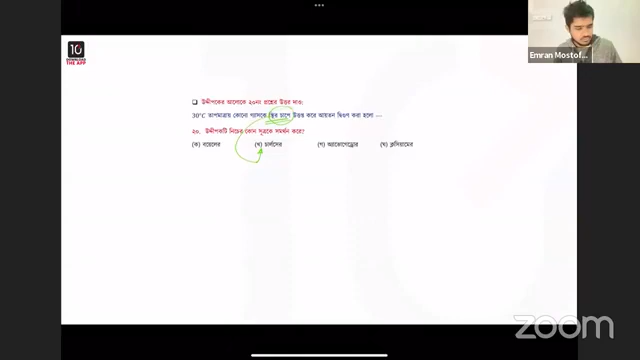 10
DOWNLOAD
THE APP
Emran Mostof...
❑ উদ্দীপকের আলোকে ২০নং প্রশ্নের উত্তর দাও:
30°C তাপমাত্রায় কোনো গ্যাসকে স্থির চাপে উত্তপ্ত করে আয়তন দ্বিগুণ করা হলো —
২০. উদ্দীপকটি নিচের কোন সূত্রকে সমর্থন করে?
(ক) বয়েলের (খ) চার্লসের (গ) অ্যাভোগেড্রোর (ঘ) ক্লসিয়ামের
zoom